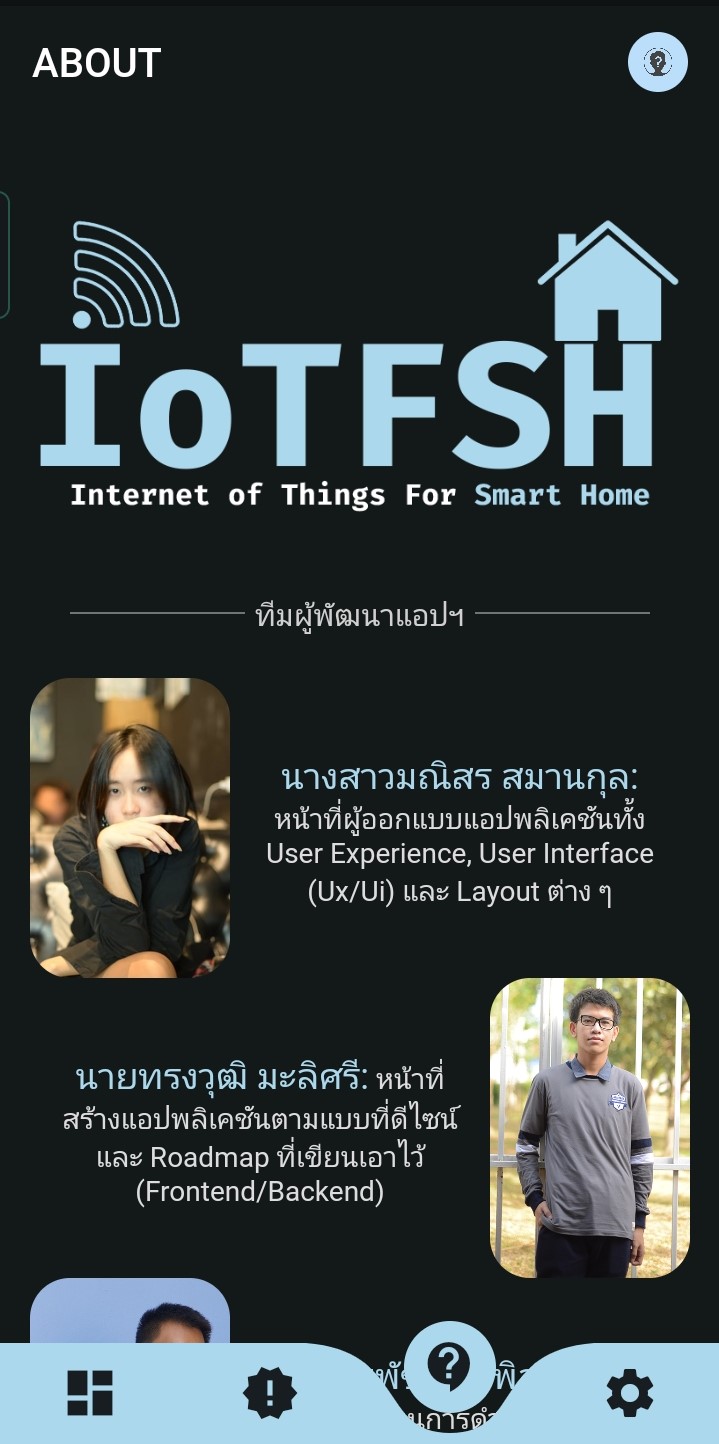 ABOUT
IoTFSH
Internet of Things For Smart Home
ทีมผู้พัฒนาแอปฯ
นางสาวมณิสร สมานกุล:
หน้าที่ผู้ออกแบบแอปพลิเคชันทั้ง
User Experience, User Interface
(Ux/Ui) และ Layout ต่าง ๆ
นายทรงวุฒิ มะลิศรี: หน้าที่
สร้างแอปพลิเคชันตามแบบที่ดีไซน์
และ Roadmap ที่เขียนเอาไว้
(Frontend/Backend)